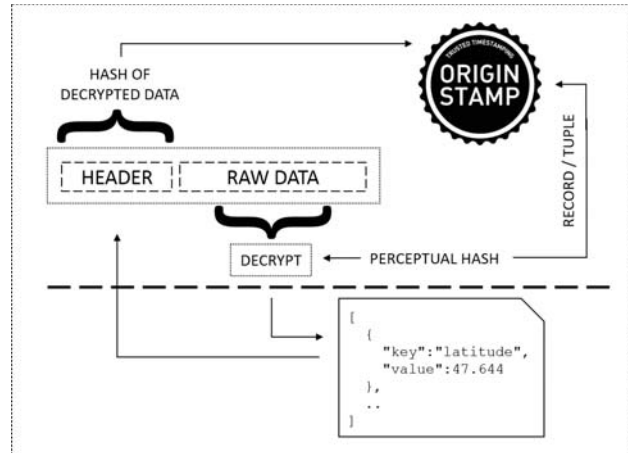 HASH OF
DECRYPTED DATA
TRUSTED TIMESTAMPING
ORIGIN
STAMP
HEADER
RAW DATA
RECORD / TUPLE
DECRYPT
PERCEPTUAL HASH
[
{
"key":"latitude",
"value":47.644
},
..
]